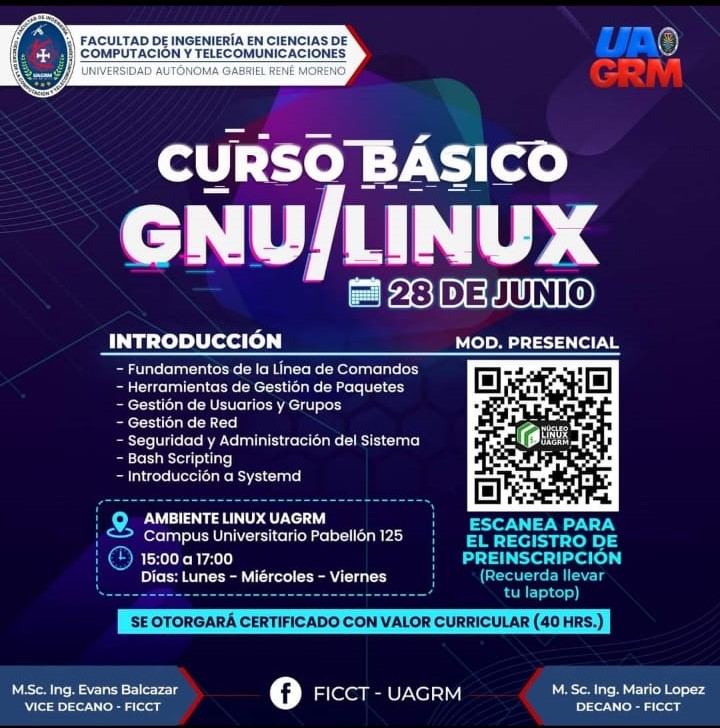 FACULTAD DE INGENIERÍA EN CIENCIAS DE
COMPUTACIÓN Y TELECOMUNICACIONES
UNIVERSIDAD AUTÓNOMA GABRIEL RENÉ MORENO
UAGRM
UA
GRM
CURSO BÁSICO
GNU/LINUX
28 DE JUNIO
INTRODUCCIÓN
- Fundamentos de la Línea de Comandos
- Herramientas de Gestión de Paquetes
- Gestión de Usuarios y Grupos
- Gestión de Red
- Seguridad y Administración del Sistema
- Bash Scripting
- Introducción a Systemd
MOD. PRESENCIAL
NÚCLEO
LINUX
UAGRM
ESCANEA PARA
EL REGISTRO DE
PREINSCRIPCIÓN
(Recuerda llevar
tu laptop)
AMBIENTE LINUX UAGRM
Campus Universitario Pabellón 125
15:00 a 17:00
Días: Lunes - Miércoles - Viernes
SE OTORGARÁ CERTIFICADO CON VALOR CURRICULAR (40 HRS.)
M.Sc. Ing. Evans Balcazar
VICE DECANO - FICCT
FICCT - UAGRM
M. Sc. Ing. Mario Lopez
DECANO - FICCT